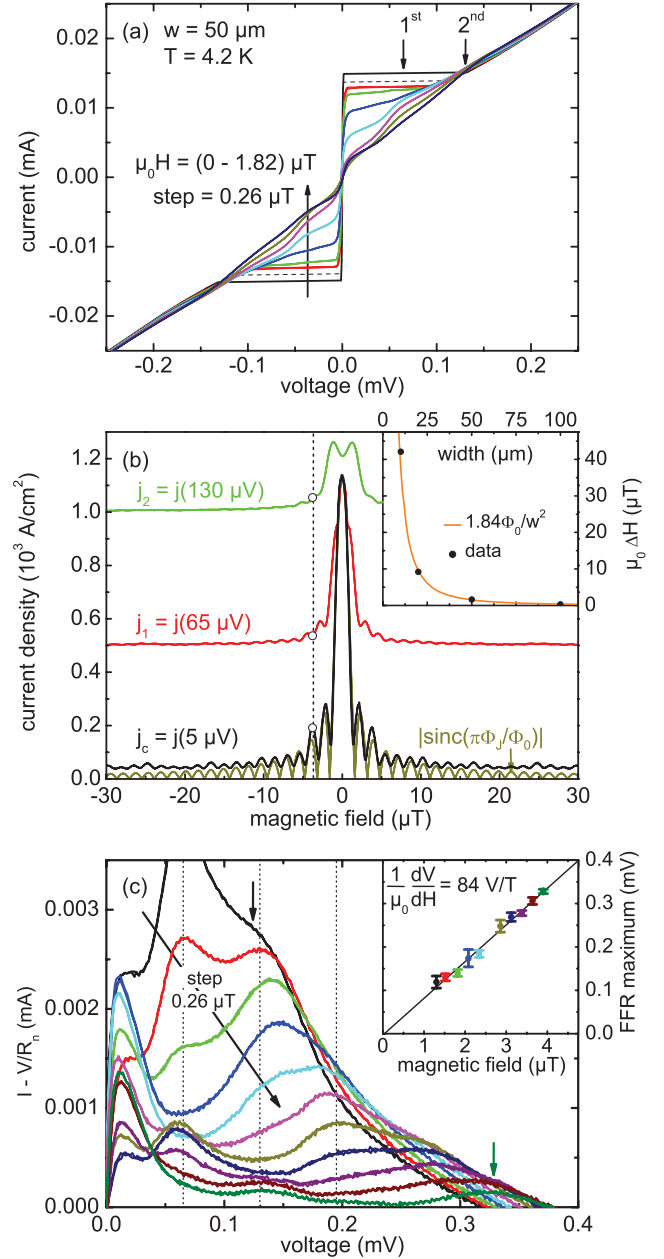 (a)
w = 50 μm
T = 4.2 K
1st
2nd
μ0H = (0 - 1.82) μT
step = 0.26 μT
current (mA)
0.02
0.01
0.00
-0.01
-0.02
-0.2 -0.1 0.0 0.1 0.2
voltage (mV)
(b)
j2 = j(130 μV)
j1 = j(65 μV)
jc = j(5 μV)
|sinc(πΦJ/Φ0)|
current density (10³ A/cm²)
1.2
1.0
0.8
0.6
0.4
0.2
0.0
-30 -20 -10 0 10 20 30
magnetic field (μT)
0 25 50 75 100
width (μm)
1.84Φ0/w²
data
40
30
20
10
0
μ0 ΔH (μT)
(c)
step
0.26 μT
I - V/Rn (mA)
0.003
0.002
0.001
0.000
0.0 0.1 0.2 0.3 0.4
voltage (mV)
1/μ0 dV/dH = 84 V/T
0.4
0.3
0.2
0.1
0.0
FFR maximum (mV)
0 1 2 3 4
magnetic field (μT)